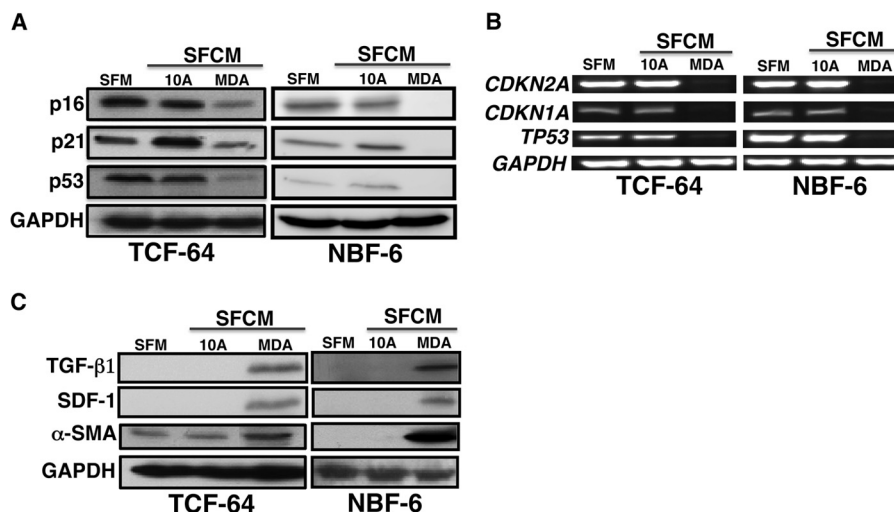 A
SFCM
SFM 10A MDA SFM 10A MDA
p16
p21
p53
GAPDH
TCF-64 NBF-6
B
SFCM SFCM
SFM 10A MDA SFM 10A MDA
CDKN2A
CDKN1A
TP53
GAPDH
TCF-64 NBF-6
C
SFCM SFCM
SFM 10A MDA SFM 10A MDA
TGF-β1
SDF-1
α-SMA
GAPDH
TCF-64 NBF-6